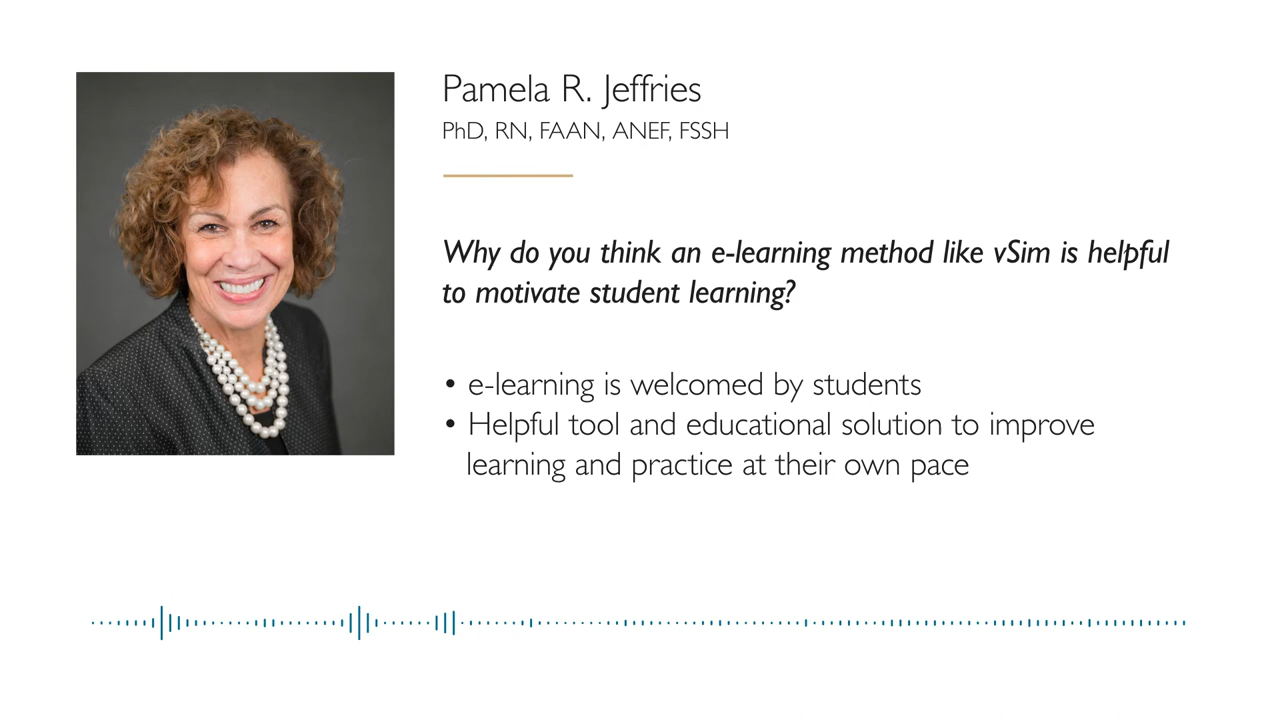 Pamela R. Jeffries
PhD, RN, FAAN, ANEF, FSSH
Why do you think an e-learning method like vSim is helpful
to motivate student learning?
• e-learning is welcomed by students
• Helpful tool and educational solution to improve
learning and practice at their own pace